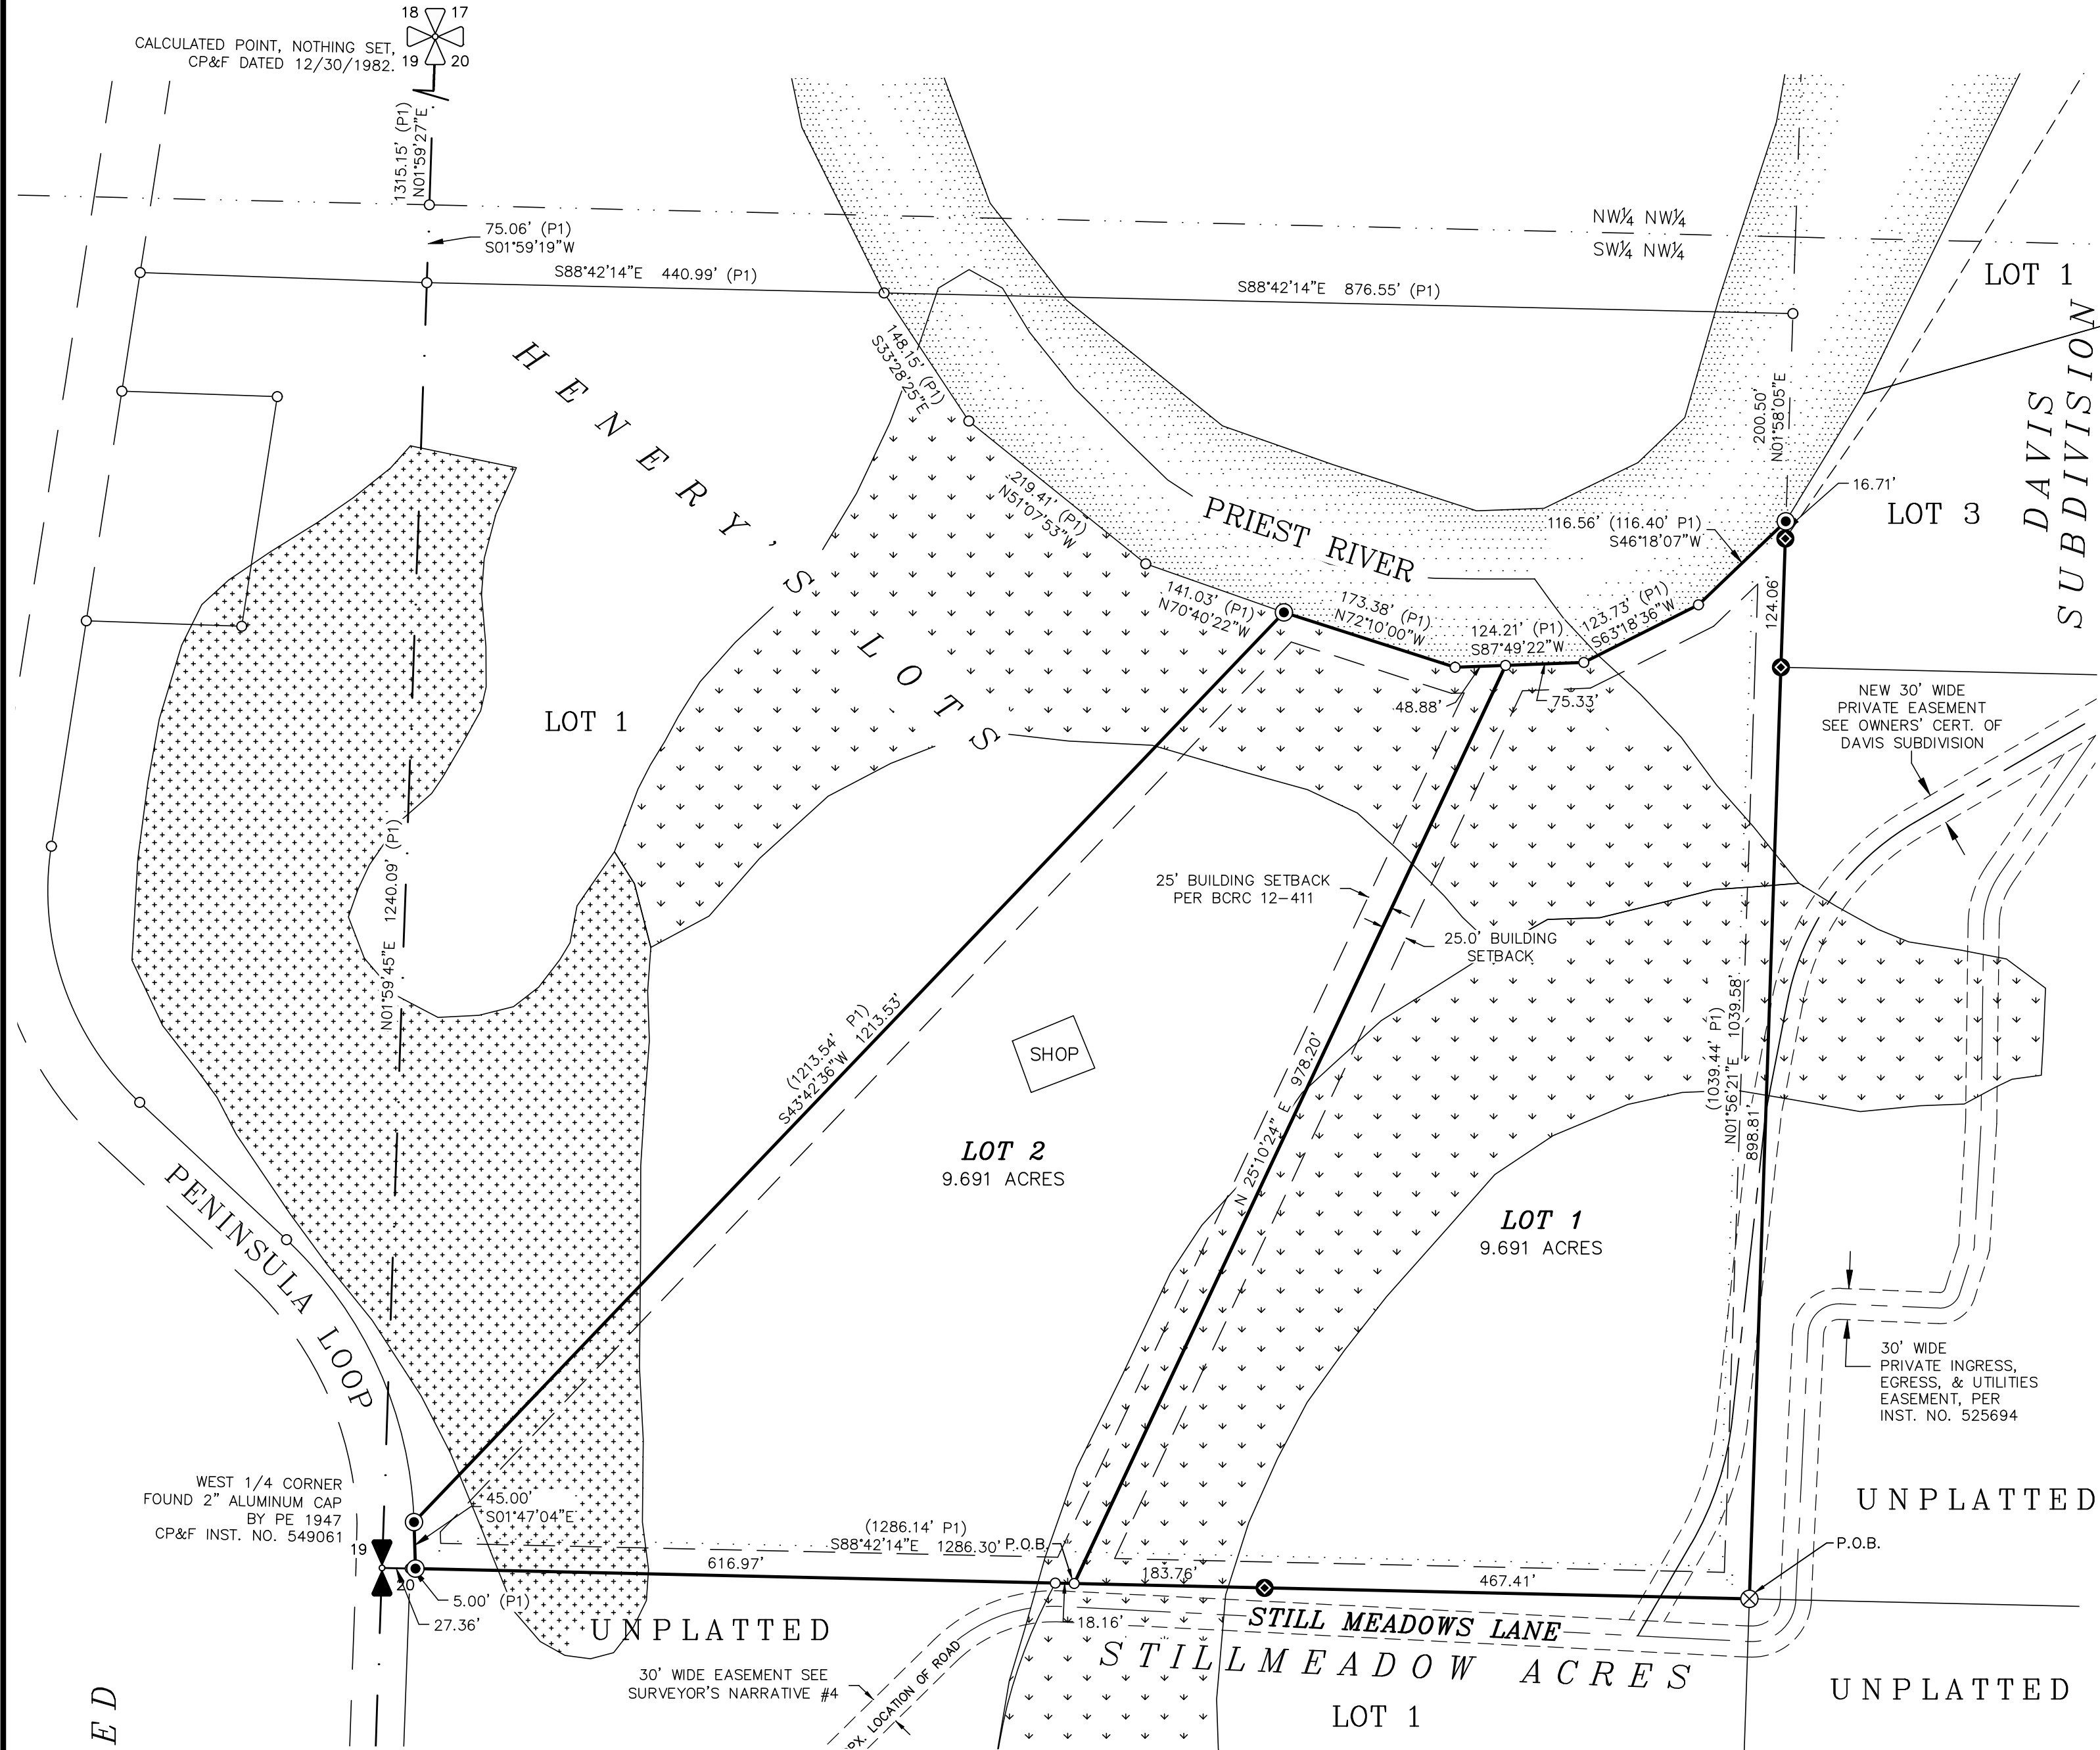 18 17
19 20
CALCULATED POINT, NOTHING SET,
CP&F DATED 12/30/1982.
1315.15' (P1)
N01°59'27"E
75.06' (P1)
S01°59'19"W
NW¼ NW¼
SW¼ NW¼
S88°42'14"E 440.99' (P1)
S88°42'14"E 876.55' (P1)
LOT 1
DAVIS
SUBDIVISION
HENERY'S LOTS
148.15' (P1)
S33°28'25"E
200.50'
N01°58'05"E
16.71'
LOT 3
219.41' (P1)
N51°07'53"W
PRIEST RIVER
116.56' (116.40' P1)
S46°18'07"W
141.03' (P1)
N70°40'22"W
173.38' (P1)
N72°10'00"W
124.21' (P1)
S87°49'22"W
123.73' (P1)
S63°18'36"W
124.06'
48.88'
75.33'
LOT 1
NEW 30' WIDE
PRIVATE EASEMENT
SEE OWNERS' CERT. OF
DAVIS SUBDIVISION
N01°59'45"E 1240.09' (P1)
25' BUILDING SETBACK
PER BCRC 12-411
25.0' BUILDING
SETBACK
(1213.54' P1)
S43°42'36"W 1213.53'
SHOP
N 25°10'24" E 978.20'
(1039.44' P1)
N01°56'21"E 1039.58'
898.81'
LOT 2
9.691 ACRES
LOT 1
9.691 ACRES
PENINSULA LOOP
30' WIDE
PRIVATE INGRESS,
EGRESS, & UTILITIES
EASEMENT, PER
INST. NO. 525694
WEST 1/4 CORNER
FOUND 2" ALUMINUM CAP
BY PE 1947
CP&F INST. NO. 549061
19
20
45.00'
S01°47'04"E
(1286.14' P1)
S88°42'14"E 1286.30'
P.O.B.
616.97'
183.76'
467.41'
P.O.B.
UNPLATTED
5.00' (P1)
27.36'
18.16'
UNPLATTED
STILL MEADOWS LANE
STILLMEADOW ACRES
30' WIDE EASEMENT SEE
SURVEYOR'S NARRATIVE #4
PX. LOCATION OF ROAD
LOT 1
UNPLATTED
ED